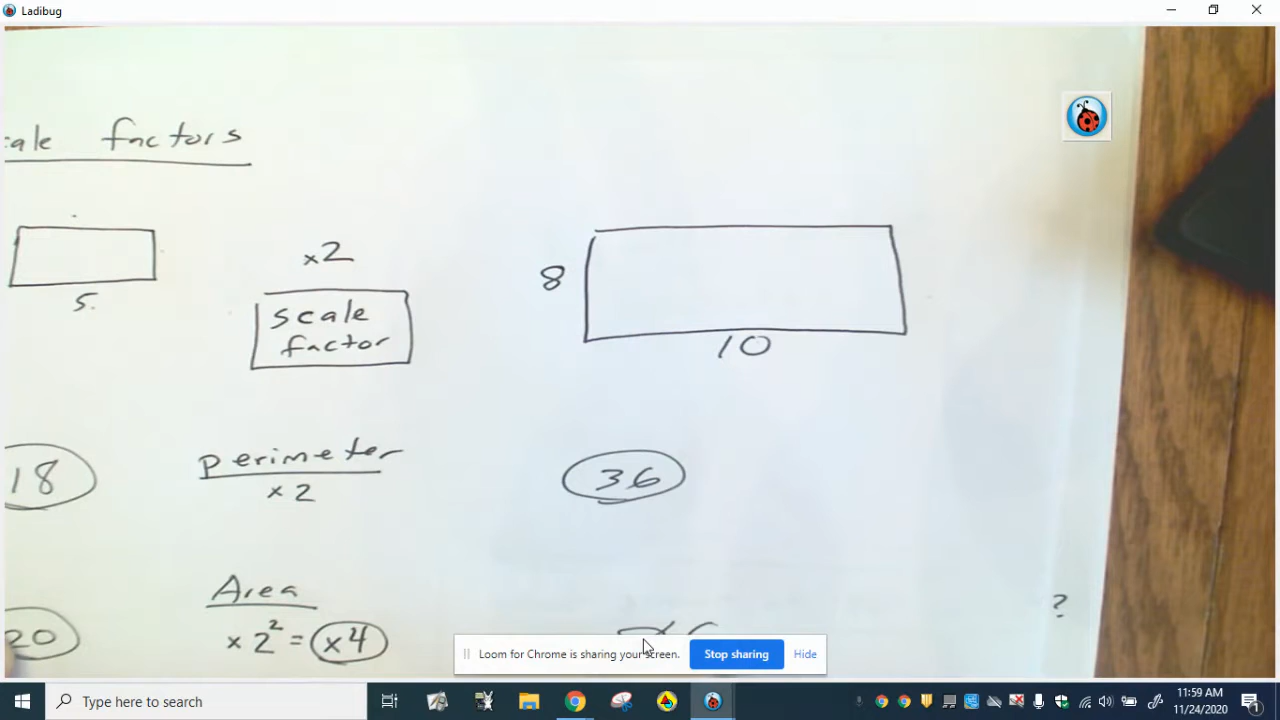 Ladibug
cale factors
5.
x2
scale
factor
8
10
18
perimeter
x 2
36
Area
x 2² = x4
20
?
Loom for Chrome is sharing your screen.
Stop sharing
Hide
Type here to search
11:59 AM
11/24/2020
1